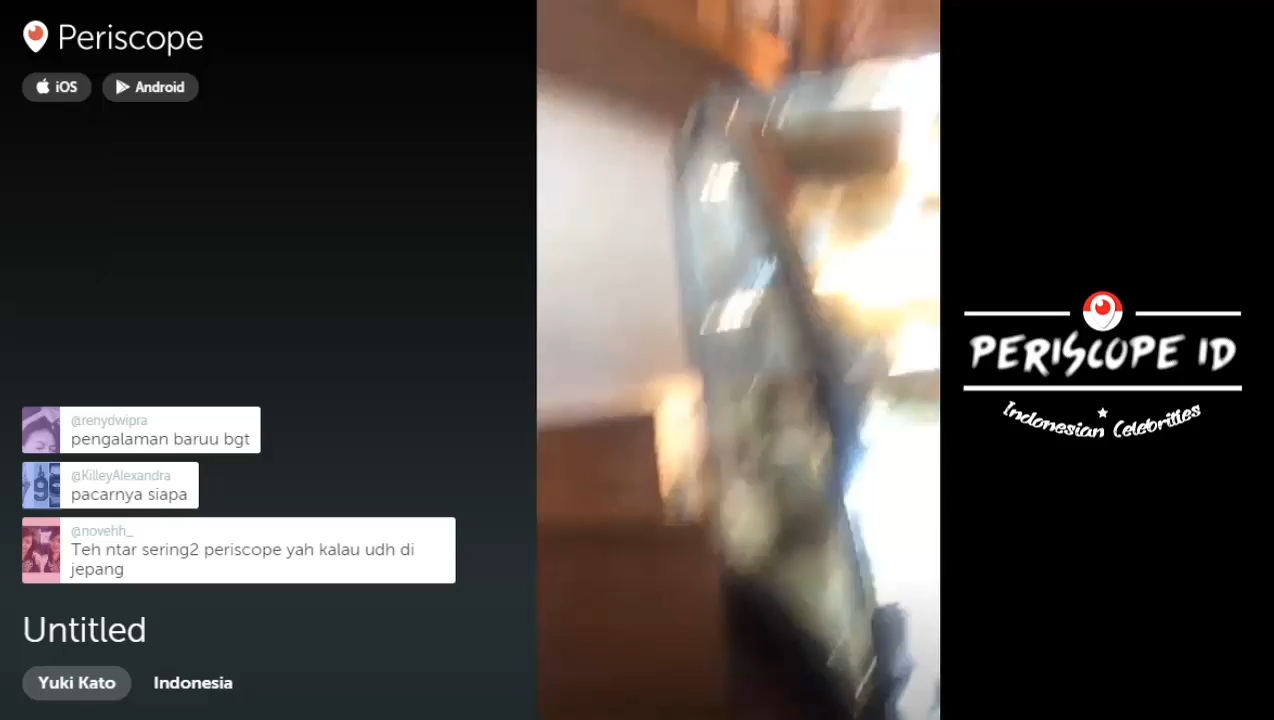 Periscope
iOS
Android
@renydwipra
pengalaman baruu bgt
@KilleyAlexandra
pacarnya siapa
@novehh_
Teh ntar sering2 periscope yah kalau udh di
jepang
Untitled
Yuki Kato
Indonesia
PERISCOPE ID
Indonesian Celebrities